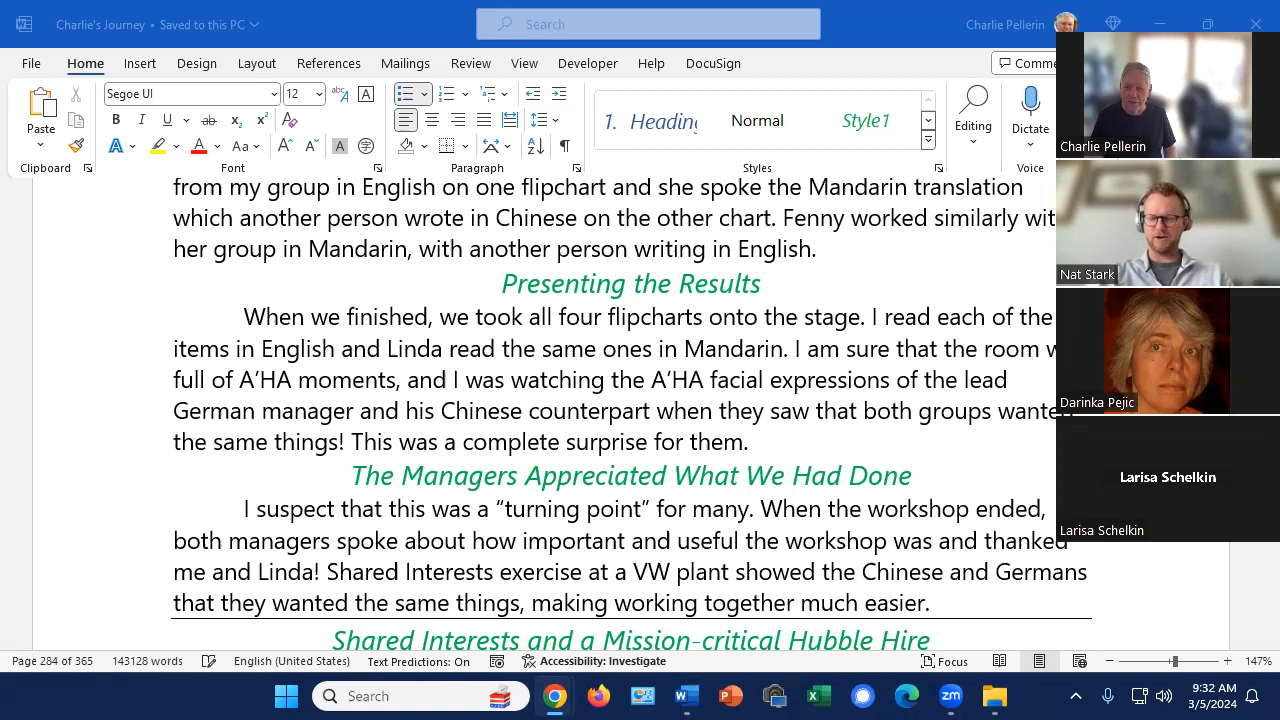 Charlie's Journey • Saved to this PC
Search
Charlie Pellerin
File Home Insert Design Layout References Mailings Review View Developer Help DocuSign
Comme
Paste
Segoe UI
12
1. Heading
Normal
Style1
Editing
Dictate
Clipboard
Font
Paragraph
Styles
Voice
from my group in English on one flipchart and she spoke the Mandarin translation
which another person wrote in Chinese on the other chart. Fenny worked similarly wit
her group in Mandarin, with another person writing in English.
Presenting the Results
When we finished, we took all four flipcharts onto the stage. I read each of the
items in English and Linda read the same ones in Mandarin. I am sure that the room w
full of A’HA moments, and I was watching the A’HA facial expressions of the lead
German manager and his Chinese counterpart when they saw that both groups wanted
the same things! This was a complete surprise for them.
The Managers Appreciated What We Had Done
I suspect that this was a “turning point” for many. When the workshop ended,
both managers spoke about how important and useful the workshop was and thanked
me and Linda! Shared Interests exercise at a VW plant showed the Chinese and Germans
that they wanted the same things, making working together much easier.
Shared Interests and a Mission-critical Hubble Hire
Charlie Pellerin
Nat Stark
Darinka Pejic
Larisa Schelkin
Larisa Schelkin
Page 284 of 365
143128 words
English (United States)
Text Predictions: On
Accessibility: Investigate
Focus
147%
Search
9:32 AM
3/5/2024